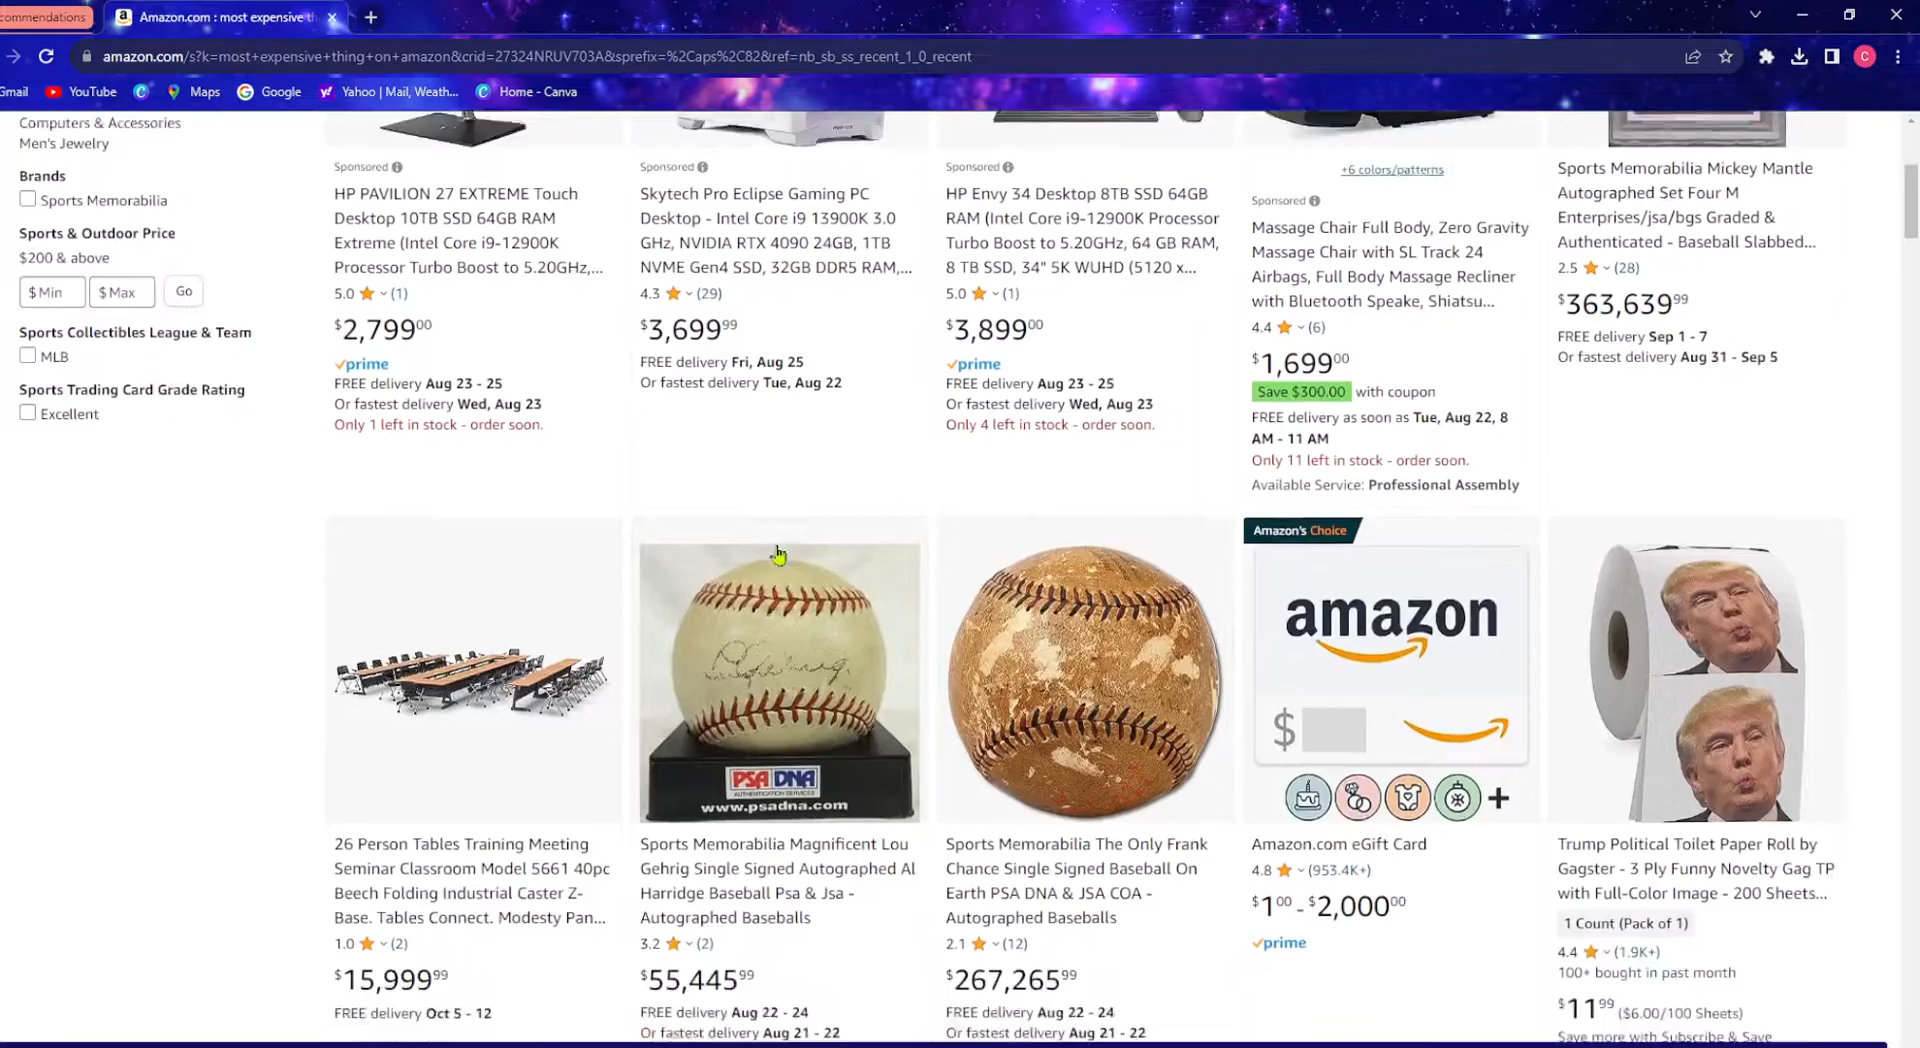 commendations
Amazon.com : most expensive th
amazon.com/s?k=most+expensive+thing+on+amazon&crid=27324NRUV703A&sprefix=%2Caps%2C82&ref=nb_sb_ss_recent_1_0_recent
C
Gmail
YouTube
Maps
Google
Yahoo | Mail, Weath...
Home - Canva
Computers & Accessories
Men's Jewelry
Brands
Sports Memorabilia
Sports & Outdoor Price
$200 & above
$ Min
$ Max
Go
Sports Collectibles League & Team
MLB
Sports Trading Card Grade Rating
Excellent
Sponsored
HP PAVILION 27 EXTREME Touch
Desktop 10TB SSD 64GB RAM
Extreme (Intel Core i9-12900K
Processor Turbo Boost to 5.20GHz,...
5.0 (1)
$2,79900
prime
FREE delivery Aug 23 - 25
Or fastest delivery Wed, Aug 23
Only 1 left in stock - order soon.
Sponsored
Skytech Pro Eclipse Gaming PC
Desktop - Intel Core i9 13900K 3.0
GHz, NVIDIA RTX 4090 24GB, 1TB
NVME Gen4 SSD, 32GB DDR5 RAM,...
4.3 (29)
$3,69999
FREE delivery Fri, Aug 25
Or fastest delivery Tue, Aug 22
Sponsored
HP Envy 34 Desktop 8TB SSD 64GB
RAM (Intel Core i9-12900K Processor
Turbo Boost to 5.20GHz, 64 GB RAM,
8 TB SSD, 34" 5K WUHD (5120 x...
5.0 (1)
$3,89900
prime
FREE delivery Aug 23 - 25
Or fastest delivery Wed, Aug 23
Only 4 left in stock - order soon.
+6 colors/patterns
Sponsored
Massage Chair Full Body, Zero Gravity
Massage Chair with SL Track 24
Airbags, Full Body Massage Recliner
with Bluetooth Speake, Shiatsu...
4.4 (6)
$1,69900
Save $300.00 with coupon
FREE delivery as soon as Tue, Aug 22, 8
AM - 11 AM
Only 11 left in stock - order soon.
Available Service: Professional Assembly
Sports Memorabilia Mickey Mantle
Autographed Set Four M
Enterprises/jsa/bgs Graded &
Authenticated - Baseball Slabbed...
2.5 (28)
$363,63999
FREE delivery Sep 1 - 7
Or fastest delivery Aug 31 - Sep 5
26 Person Tables Training Meeting
Seminar Classroom Model 5661 40pc
Beech Folding Industrial Caster Z-
Base. Tables Connect. Modesty Pan...
1.0 (2)
$15,99999
FREE delivery Oct 5 - 12
PSA DNA
AUTHENTICATION SERVICES
www.psadna.com
Sports Memorabilia Magnificent Lou
Gehrig Single Signed Autographed Al
Harridge Baseball Psa & Jsa -
Autographed Baseballs
3.2 (2)
$55,44599
FREE delivery Aug 22 - 24
Or fastest delivery Aug 21 - 22
Sports Memorabilia The Only Frank
Chance Single Signed Baseball On
Earth PSA DNA & JSA COA -
Autographed Baseballs
2.1 (12)
$267,26599
FREE delivery Aug 22 - 24
Or fastest delivery Aug 21 - 22
Amazon's Choice
amazon
$
+
Amazon.com eGift Card
4.8 (953.4K+)
$100 - $2,00000
prime
Trump Political Toilet Paper Roll by
Gagster - 3 Ply Funny Novelty Gag TP
with Full-Color Image - 200 Sheets...
1 Count (Pack of 1)
4.4 (1.9K+)
100+ bought in past month
$1199 ($6.00/100 Sheets)
Save more with Subscribe & Save